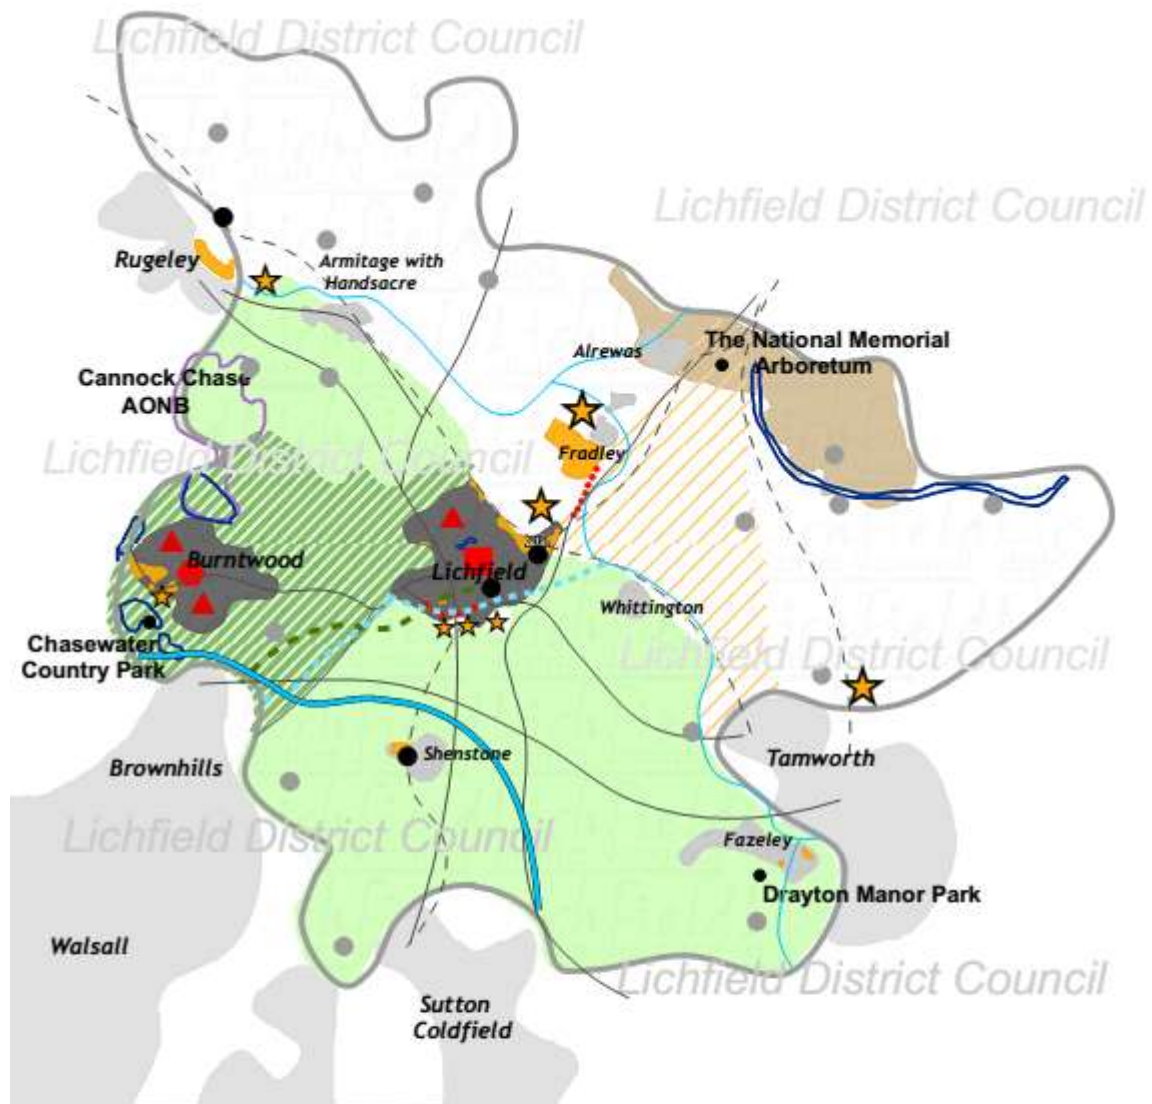 Lichfield District Council
Lichfield District Council
Rugeley
Armitage with
Handsacre
The National Memorial
Arboretum
Alrewas
Cannock Chase
AONB
Lichfield District Council
Fradley
Burntwood
Lichfield
Whittington
Chasewater
Country Park
Lichfield District Council
Shenstone
Tamworth
Brownhills
Lichfield District Council
Fazeley
Drayton Manor Park
Walsall
Lichfield District Council
Sutton
Coldfield